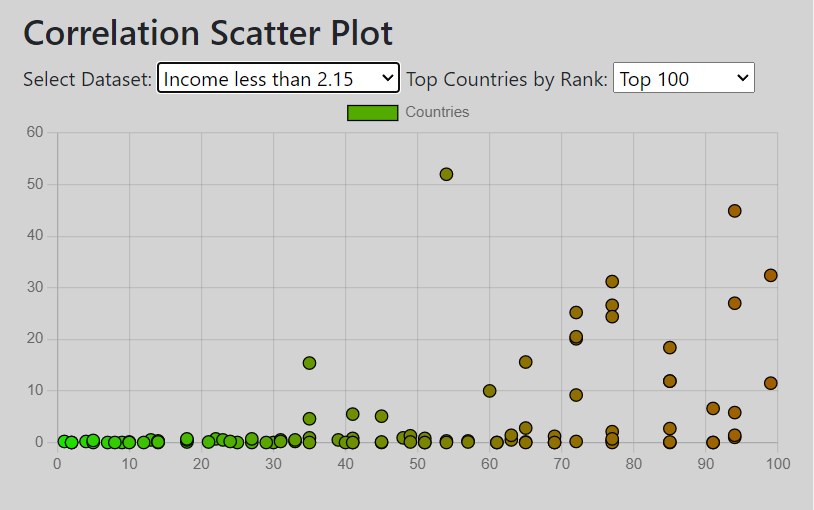 Correlation Scatter Plot
Select Dataset: Income less than 2.15 Top Countries by Rank: Top 100
Countries
60
50
40
30
20
10
0
0 10 20 30 40 50 60 70 80 90 100